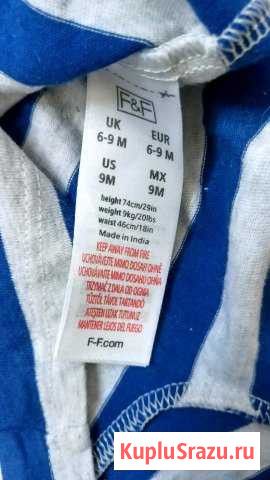 F&F
UK EUR
6-9 M 6-9 M
US MX
9M 9M
height 74cm/29in
weight 9kg/20lbs
waist 46cm/18in
Made in India
KEEP AWAY FROM FIRE
UCHOVÁVEJTE MIMO DOSAH OHNĚ
UCHOVÁVAJTE MIMO DOSAHU OHŇA
TRZYMAĆ Z DALA OD OGNIA
TŰZTŐL TÁVOL TARTANDÓ
ATEŞTEN UZAK TUTUNUZ
MANTENER LEJOS DEL FUEGO
F-F.com
KupluSrazu.ru